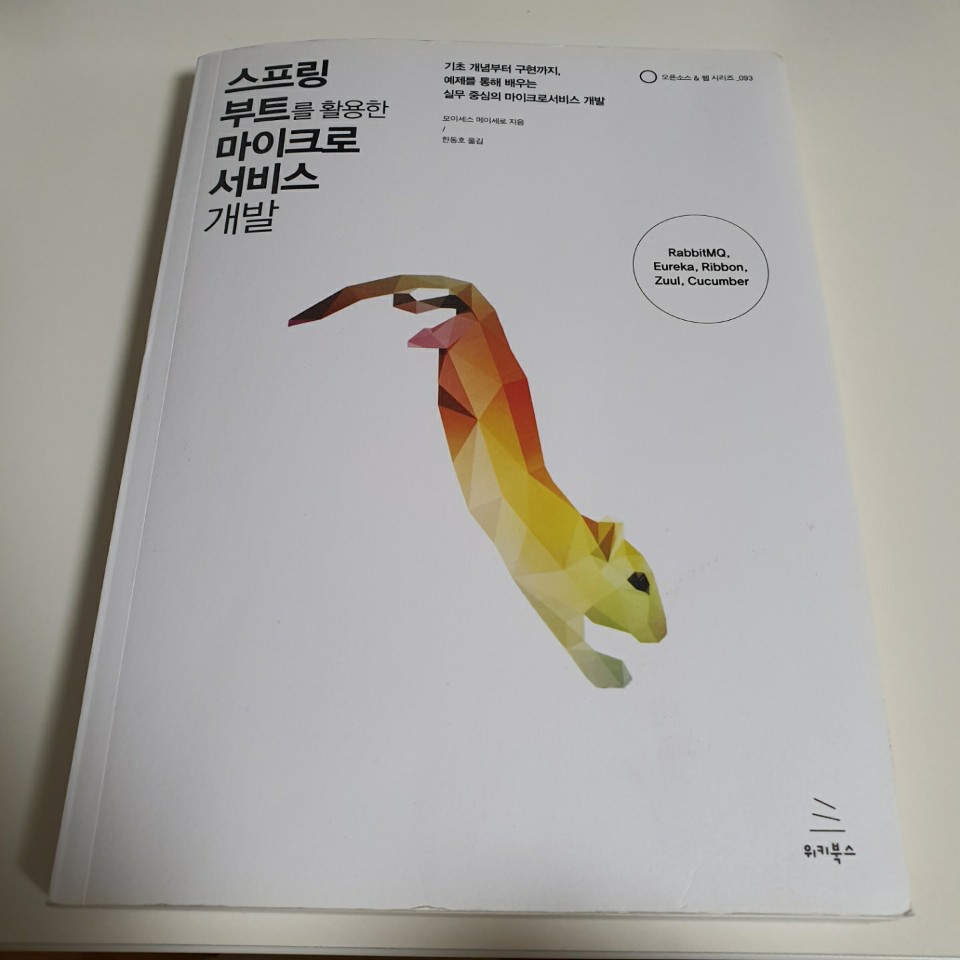 스프링
부트를 활용한
마이크로
서비스
개발
기초 개념부터 구현까지,
예제를 통해 배우는
실무 중심의 마이크로서비스 개발
모이세스 메이세로 지음
/
한동호 옮김
오픈소스 & 웹 시리즈 _093
RabbitMQ,
Eureka, Ribbon,
Zuul, Cucumber
위키북스